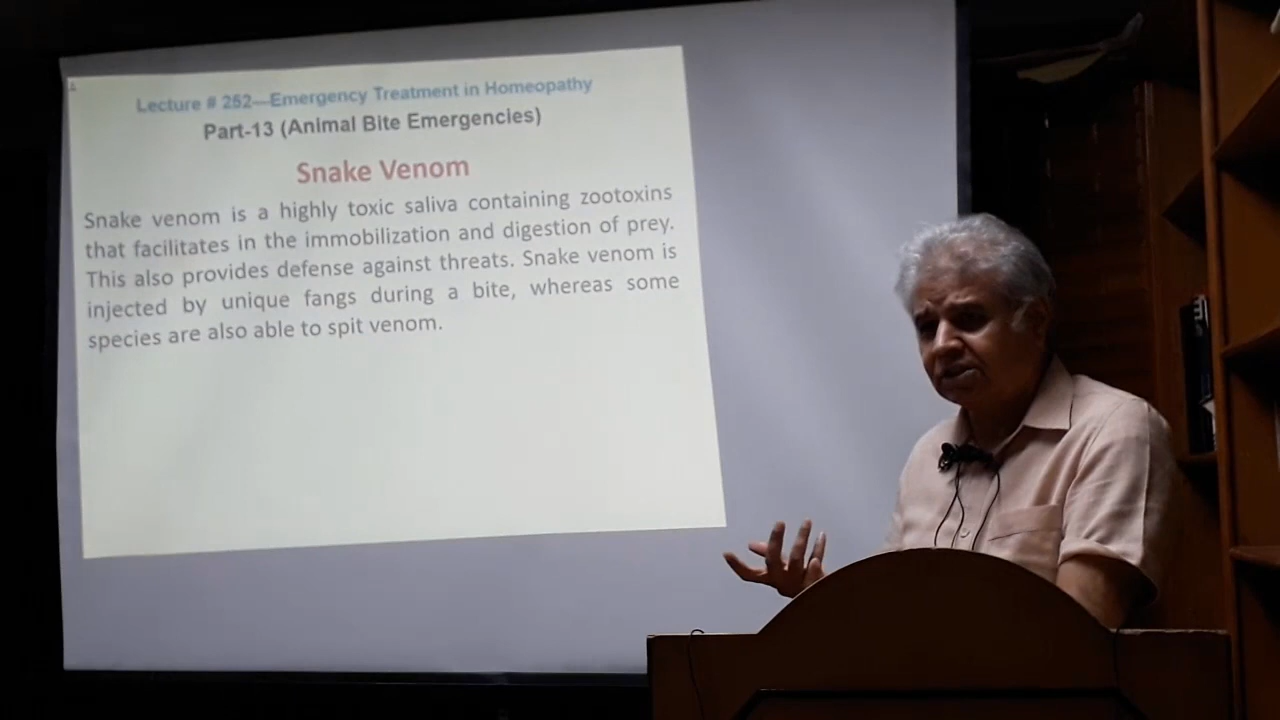 Lecture # 252—Emergency Treatment in Homeopathy
Part-13 (Animal Bite Emergencies)
Snake Venom
Snake venom is a highly toxic saliva containing zootoxins
that facilitates in the immobilization and digestion of prey.
This also provides defense against threats. Snake venom is
injected by unique fangs during a bite, whereas some
species are also able to spit venom.